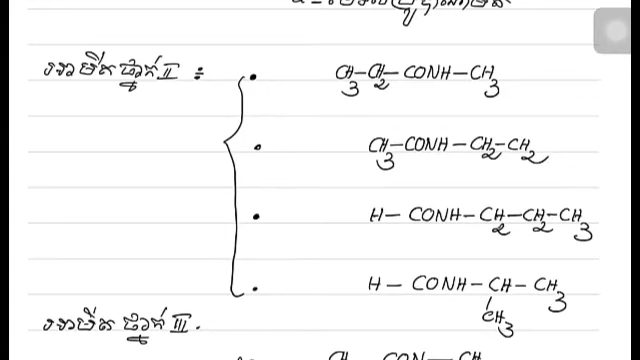 អាមីតថ្នាក់ II ៖
• CH₃–CH₂–CONH–CH₃
• CH₃–CONH–CH₂–CH₂
• H–CONH–CH₂–CH₂–CH₃
• H–CONH–CH–CH₃
CH₃
អាមីតថ្នាក់ III.